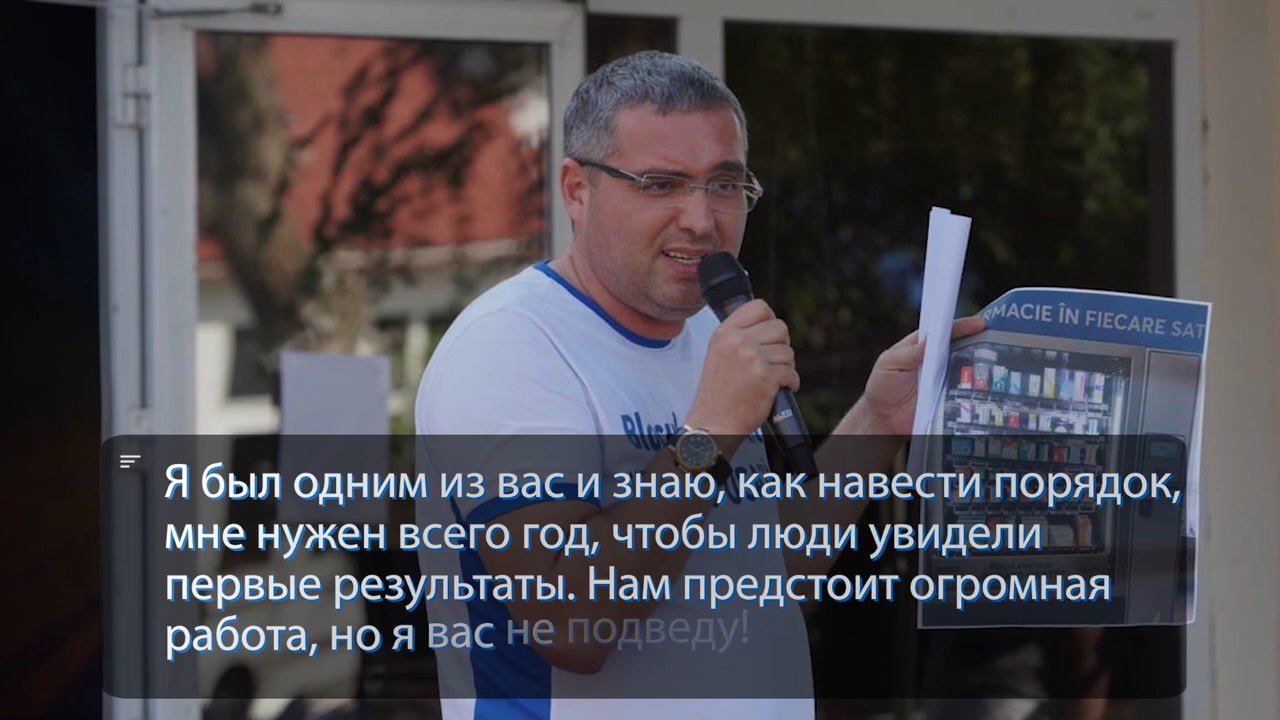 RMACIE ÎN FIECARE SAT
Я был одним из вас и знаю, как навести порядок,
мне нужен всего год, чтобы люди увидели
первые результаты. Нам предстоит огромная
работа, но я вас не подведу!